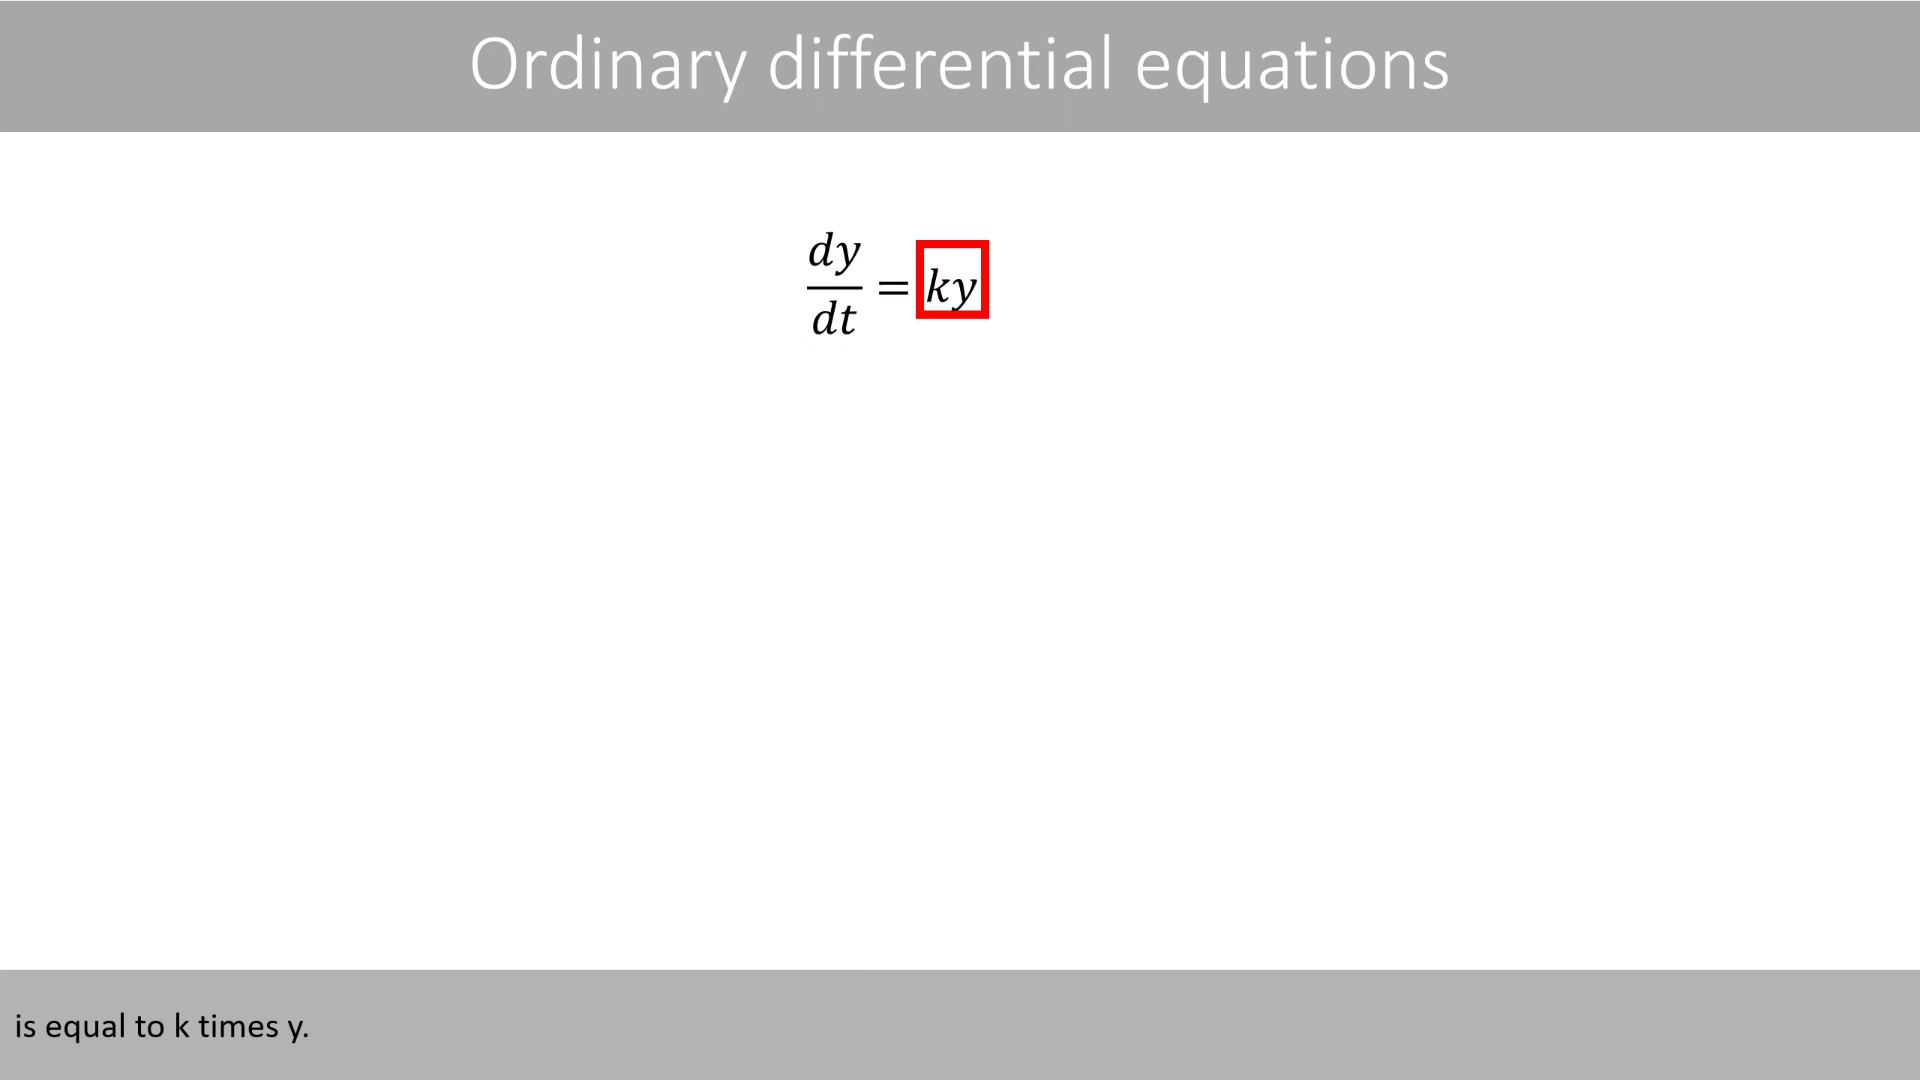 Ordinary differential equations
dy/dt = ky
is equal to k times y.